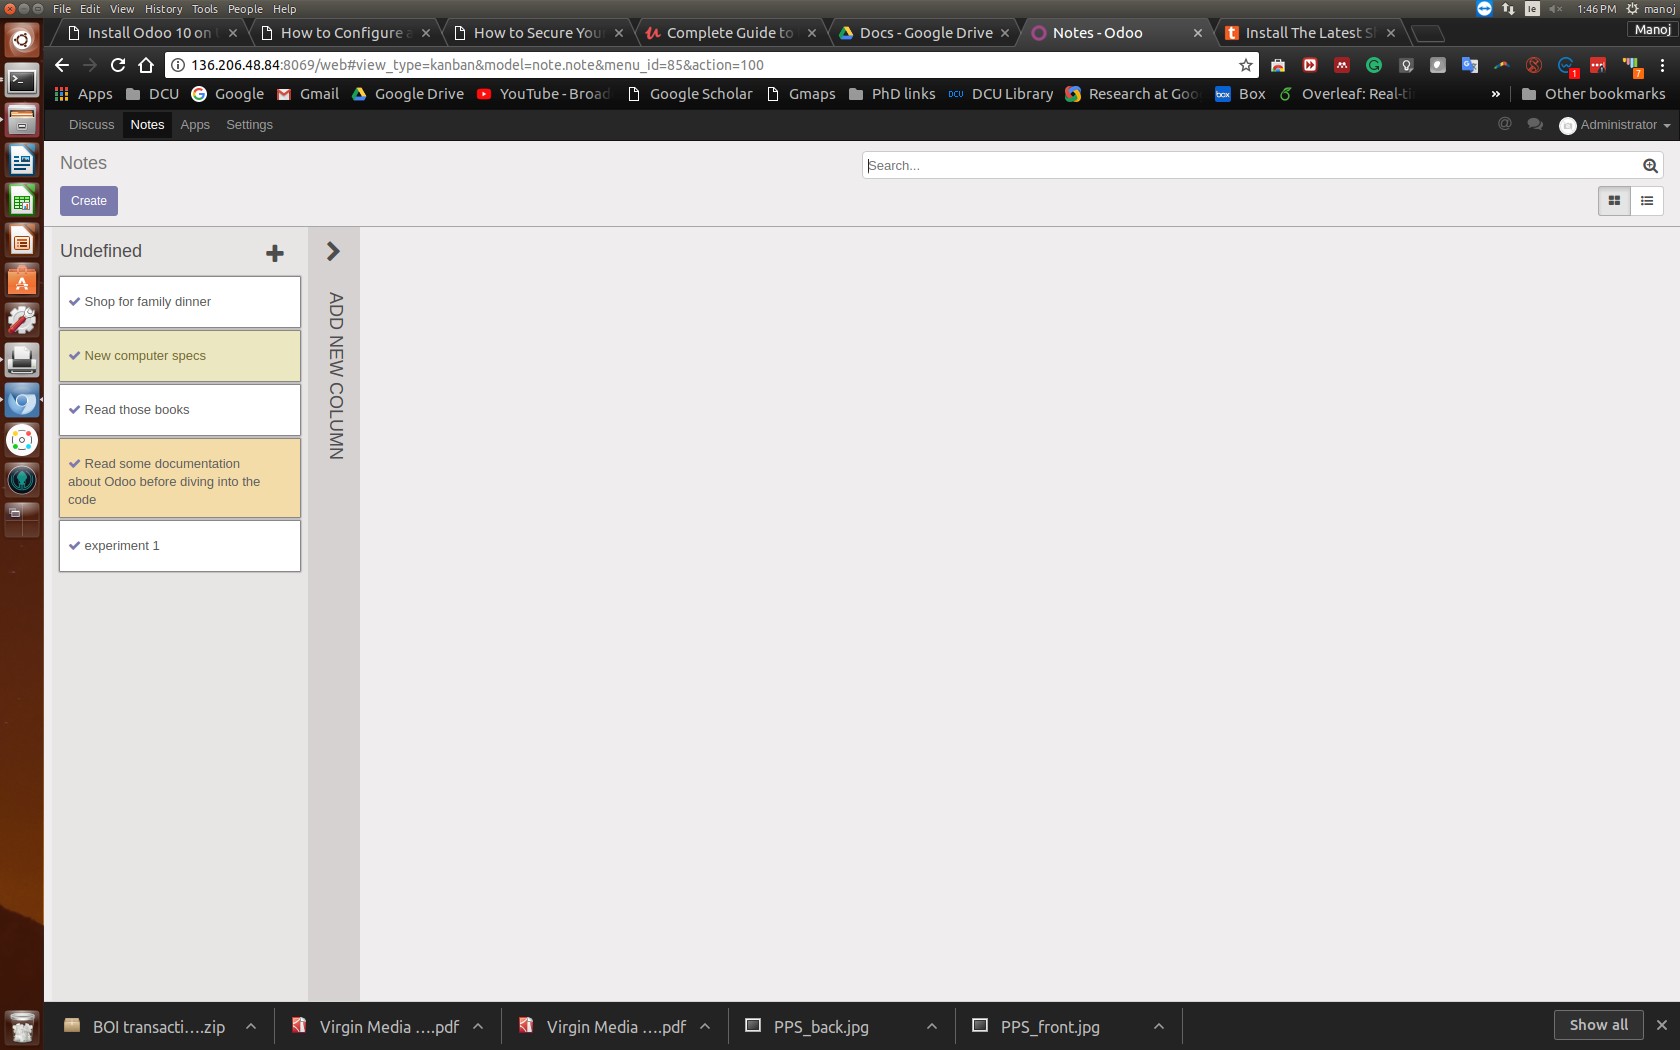 File Edit View History Tools People Help
1:46 PM manoj
Install Odoo 10 on
How to Configure a
How to Secure You
Complete Guide to
Docs - Google Drive
Notes - Odoo
Install The Latest S
Manoj
136.206.48.84:8069/web#view_type=kanban&model=note.note&menu_id=85&action=100
Apps DCU Google Gmail Google Drive YouTube - Broad Google Scholar Gmaps PhD links DCU Library Research at Goo Box Overleaf: Real-ti » Other bookmarks
Discuss Notes Apps Settings
@ Administrator
Notes
Search...
Create
Undefined
ADD NEW COLUMN
Shop for family dinner
New computer specs
Read those books
Read some documentation
about Odoo before diving into the
code
experiment 1
BOI transacti....zip
Virgin Media ....pdf
Virgin Media ....pdf
PPS_back.jpg
PPS_front.jpg
Show all